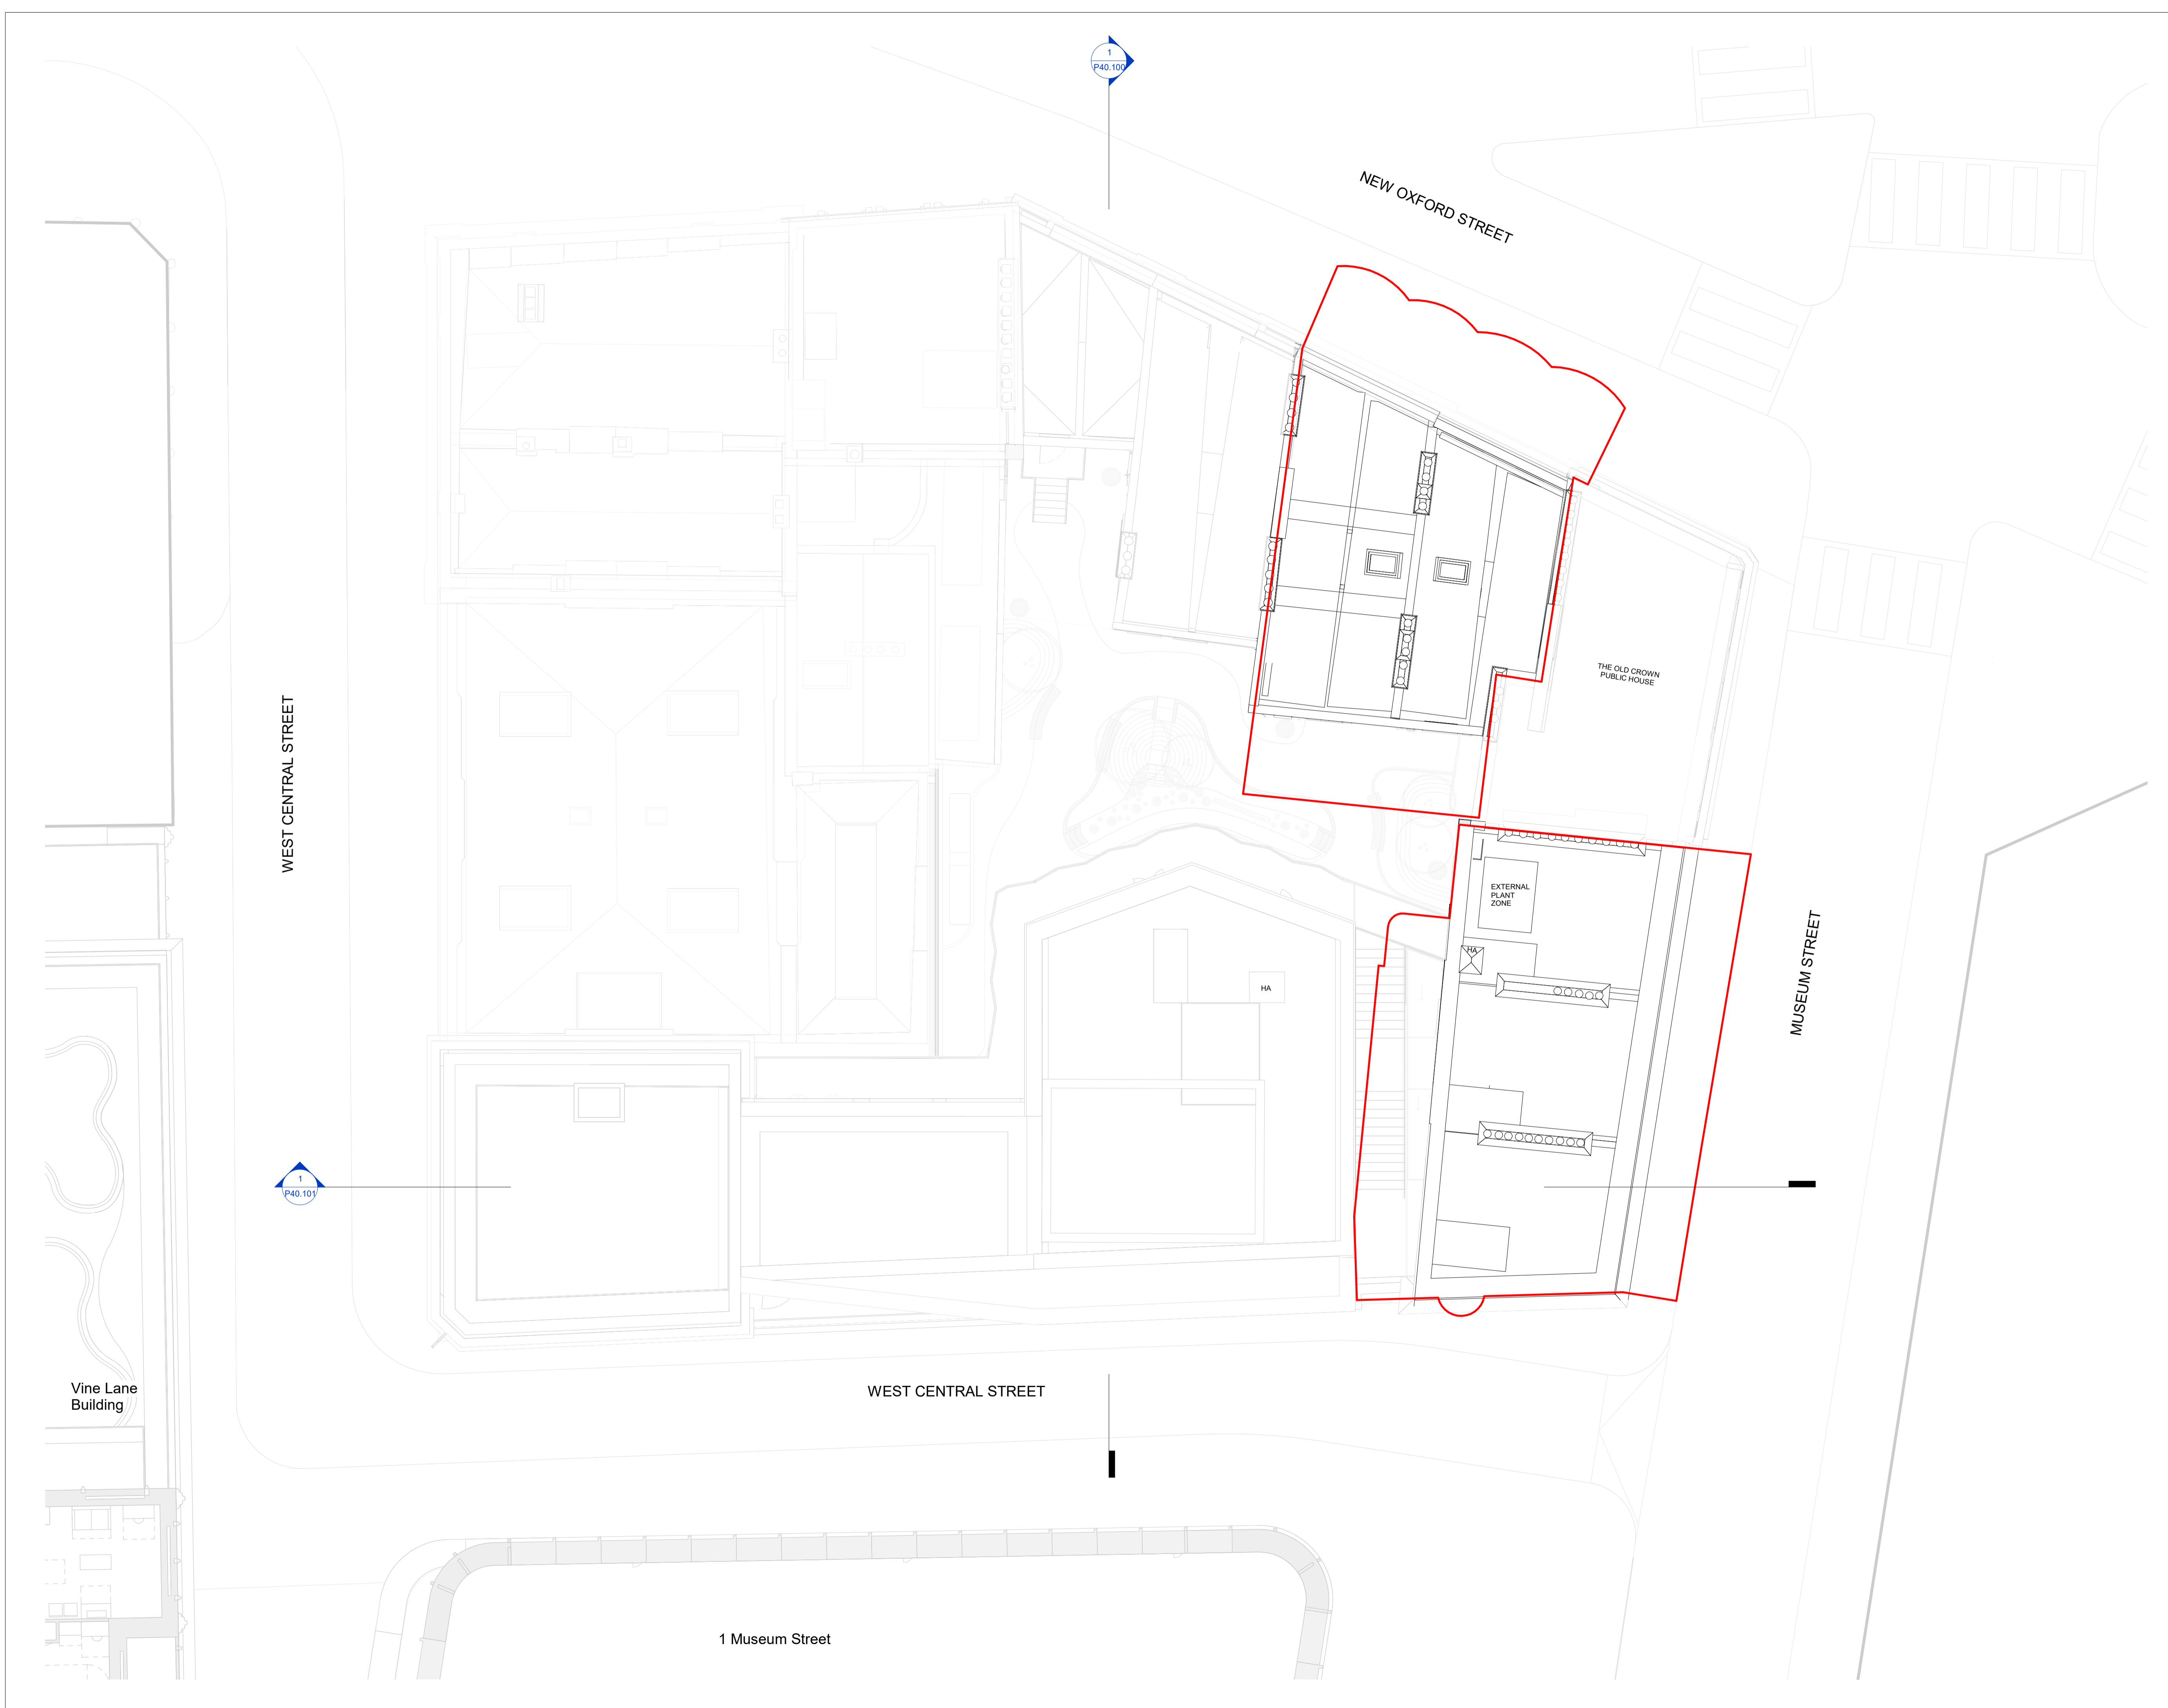 1
P40.100
NEW OXFORD STREET
THE OLD CROWN
PUBLIC HOUSE
WEST CENTRAL STREET
EXTERNAL
PLANT
ZONE
HA
HA
MUSEUM STREET
1
P40.101
Vine Lane
Building
WEST CENTRAL STREET
1 Museum Street